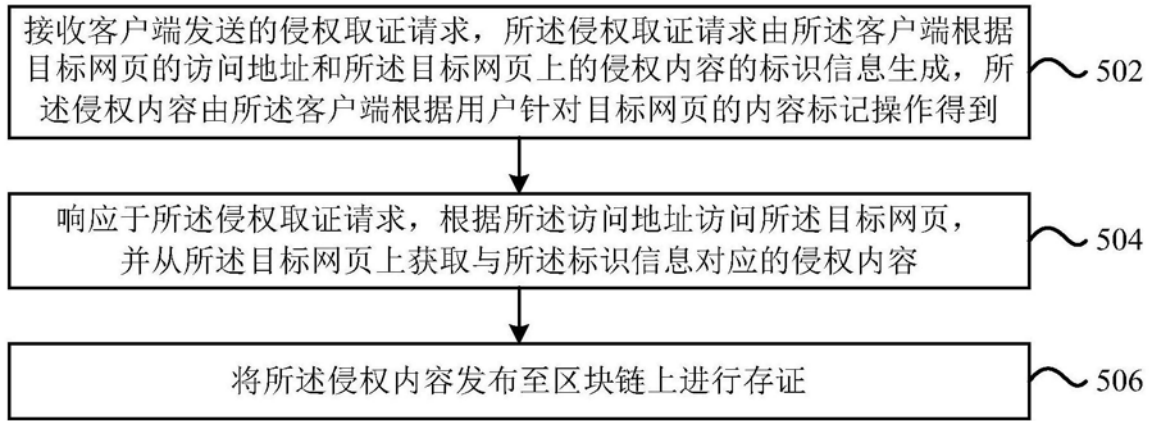 接收客户端发送的侵权取证请求，所述侵权取证请求由所述客户端根据
目标网页的访问地址和所述目标网页上的侵权内容的标识信息生成，所
述侵权内容由所述客户端根据用户针对目标网页的内容标记操作得到
502
响应于所述侵权取证请求，根据所述访问地址访问所述目标网页，
并从所述目标网页上获取与所述标识信息对应的侵权内容
504
将所述侵权内容发布至区块链上进行存证
506